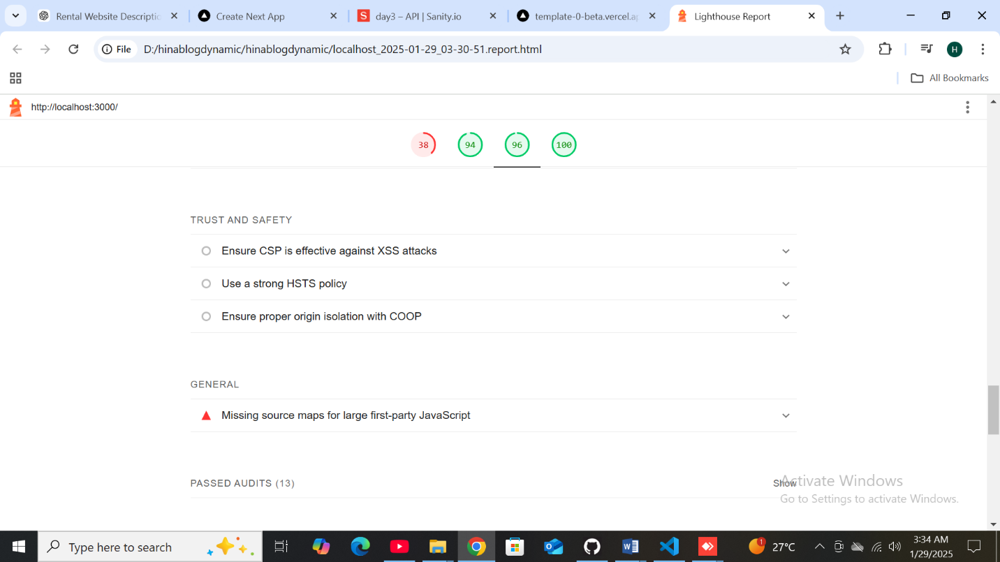 Rental Website Descriptio
Create Next App
S day3 – API | Sanity.io
template-0-beta.vercel.ap
Lighthouse Report
File D:/hinablogdynamic/hinablogdynamic/localhost_2025-01-29_03-30-51.report.html
H
All Bookmarks
http://localhost:3000/
38 94 96 100
TRUST AND SAFETY
Ensure CSP is effective against XSS attacks
Use a strong HSTS policy
Ensure proper origin isolation with COOP
GENERAL
Missing source maps for large first-party JavaScript
PASSED AUDITS (13) Show
Activate Windows
Go to Settings to activate Windows.
Type here to search
1 27°C
3:34 AM
1/29/2025